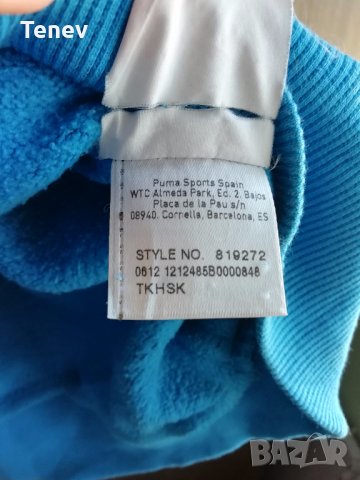 Tenev
Puma Sports Spain
WTC Almeda Park, Ed. 2, Bajos
Placa de la Pau s/n
08940, Cornella, Barcelona, ES
STYLE NO. 819272
0612 1212485B0000848
TKHSK
BAZAR